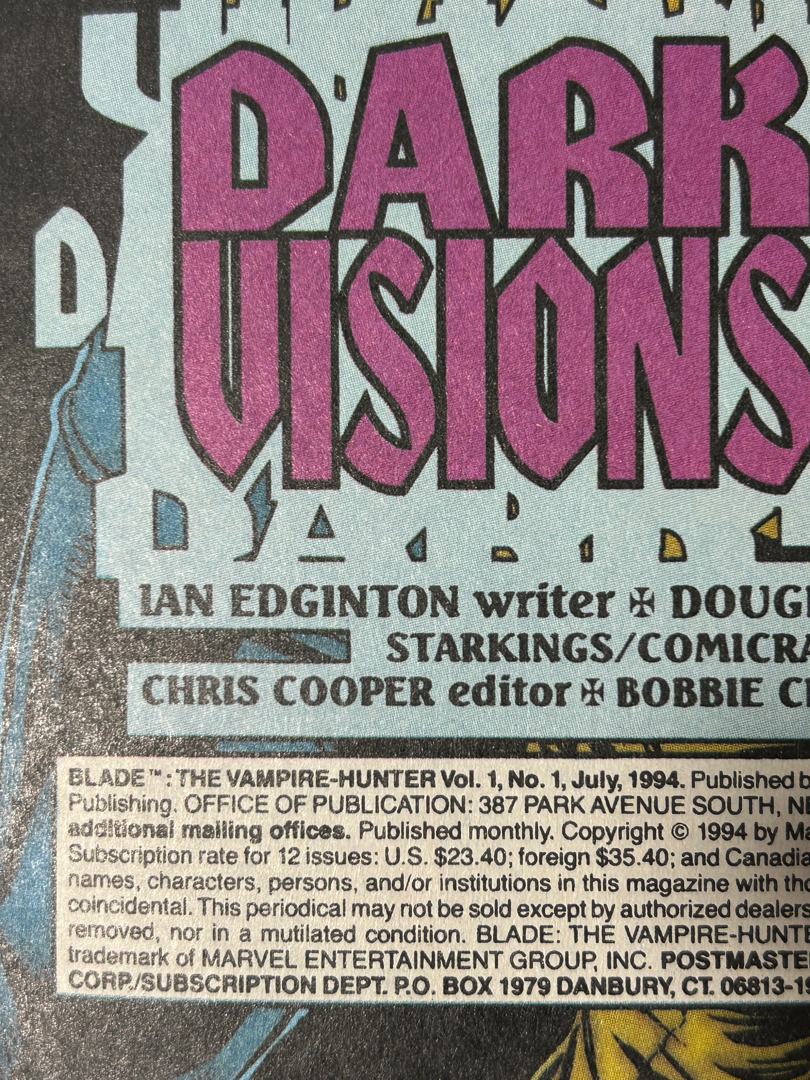 DARK
VISIONS
IAN EDGINTON writer ✠ DOUG
STARKINGS/COMICRA
CHRIS COOPER editor ✠ BOBBIE C
BLADE™: THE VAMPIRE-HUNTER Vol. 1, No. 1, July, 1994. Published b
Publishing. OFFICE OF PUBLICATION: 387 PARK AVENUE SOUTH, N
additional mailing offices. Published monthly. Copyright © 1994 by Ma
Subscription rate for 12 issues: U.S. $23.40; foreign $35.40; and Canadia
names, characters, persons, and/or institutions in this magazine with tho
coincidental. This periodical may not be sold except by authorized dealers
removed, nor in a mutilated condition. BLADE: THE VAMPIRE-HUNTE
trademark of MARVEL ENTERTAINMENT GROUP, INC. POSTMASTE
CORP./SUBSCRIPTION DEPT. P.O. BOX 1979 DANBURY, CT. 06813-19